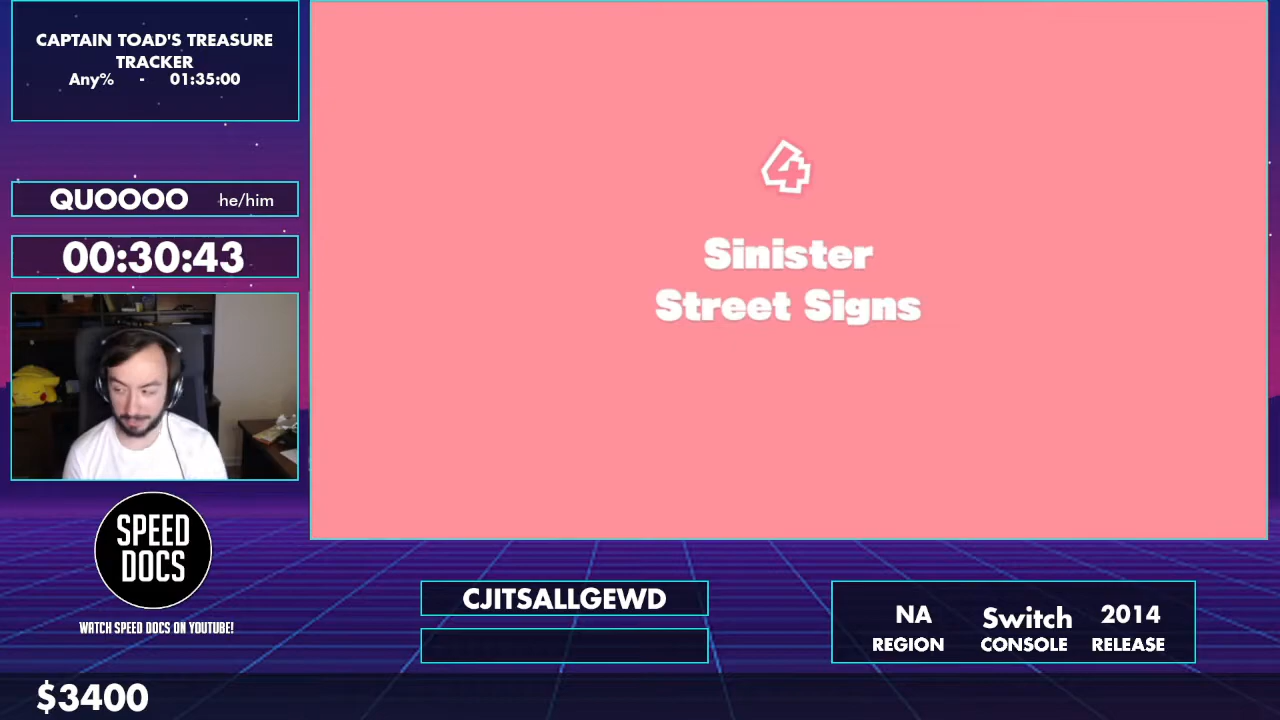 CAPTAIN TOAD'S TREASURE
TRACKER
Any% - 01:35:00
QUOOOO he/him
00:30:43
4
Sinister
Street Signs
SPEED
DOCS
WATCH SPEED DOCS ON YOUTUBE!
CJITSALLGEWD
NA Switch 2014
REGION CONSOLE RELEASE
$3400